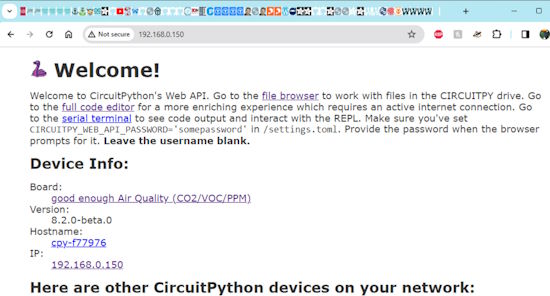 Not secure 192.168.0.150
Welcome!
Welcome to CircuitPython's Web API. Go to the file browser to work with files in the CIRCUITPY drive. Go
to the full code editor for a more enriching experience which requires an active internet connection. Go
to the serial terminal to see code output and interact with the REPL. Make sure you've set
CIRCUITPY_WEB_API_PASSWORD='somepassword' in /settings.toml. Provide the password when the browser
prompts for it. Leave the username blank.
Device Info:
Board:
good enough Air Quality (CO2/VOC/PPM)
Version:
8.2.0-beta.0
Hostname:
cpy-f77976
IP:
192.168.0.150
Here are other CircuitPython devices on your network: